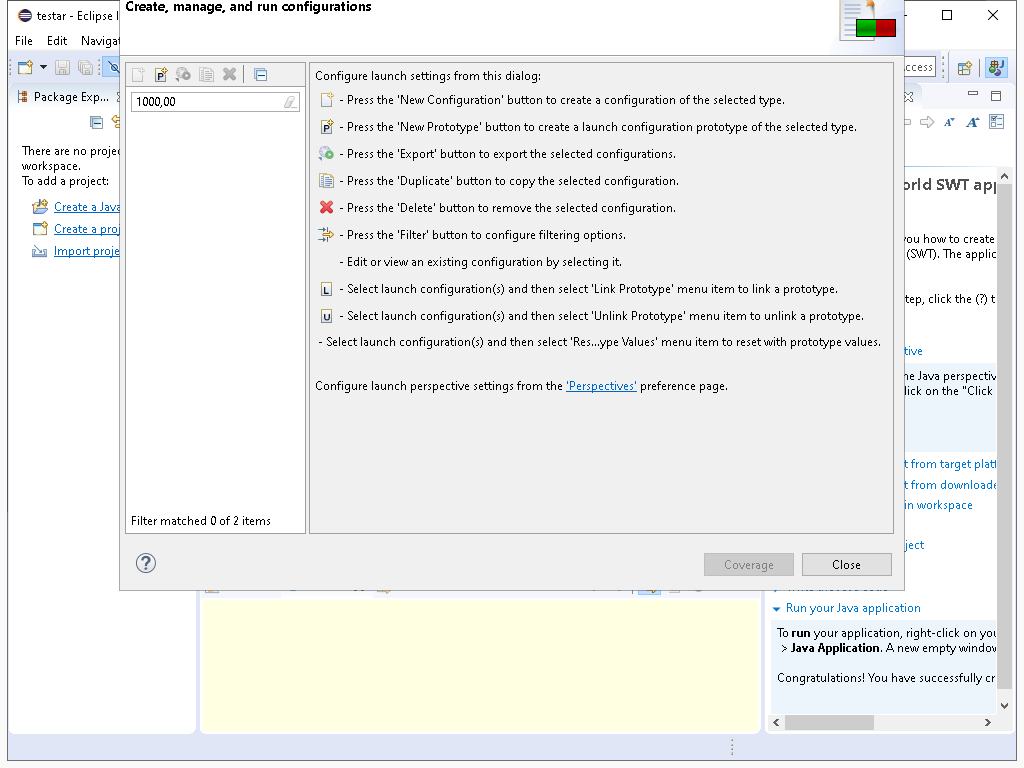 testar - Eclipse I
Create, manage, and run configurations
File Edit Navigat
ccess
Package Exp...
There are no projec
workspace.
To add a project:
Create a Java
Create a proj
Import proje
1000,00
Filter matched 0 of 2 items
Configure launch settings from this dialog:
- Press the 'New Configuration' button to create a configuration of the selected type.
- Press the 'New Prototype' button to create a launch configuration prototype of the selected type.
- Press the 'Export' button to export the selected configurations.
- Press the 'Duplicate' button to copy the selected configuration.
- Press the 'Delete' button to remove the selected configuration.
- Press the 'Filter' button to configure filtering options.
- Edit or view an existing configuration by selecting it.
L - Select launch configuration(s) and then select 'Link Prototype' menu item to link a prototype.
U - Select launch configuration(s) and then select 'Unlink Prototype' menu item to unlink a prototype.
- Select launch configuration(s) and then select 'Res...ype Values' menu item to reset with prototype values.
Configure launch perspective settings from the 'Perspectives' preference page.
Coverage Close
orld SWT app
you how to create
(SWT). The applic
tep, click the (?) t
tive
he Java perspectiv
lick on the "Click
t from target platf
t from downloade
in workspace
ject
Run your Java application
To run your application, right-click on you
> Java Application. A new empty window
Congratulations! You have successfully cr